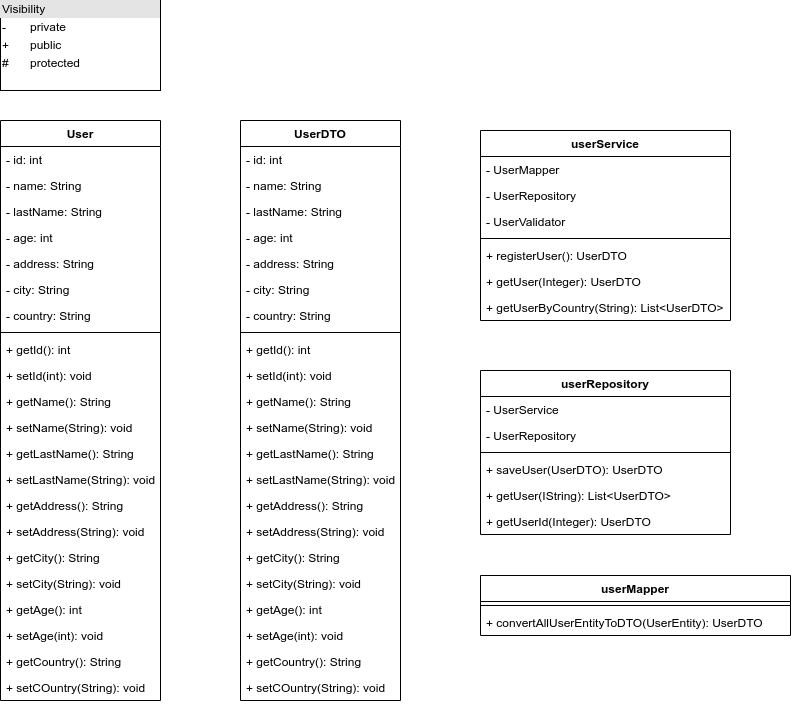 Visibility
- private
+ public
# protected
User
- id: int
- name: String
- lastName: String
- age: int
- address: String
- city: String
- country: String
+ getId(): int
+ setId(int): void
+ getName(): String
+ setName(String): void
+ getLastName(): String
+ setLastName(String): void
+ getAddress(): String
+ setAddress(String): void
+ getCity(): String
+ setCity(String): void
+ getAge(): int
+ setAge(int): void
+ getCountry(): String
+ setCOuntry(String): void
UserDTO
- id: int
- name: String
- lastName: String
- age: int
- address: String
- city: String
- country: String
+ getId(): int
+ setId(int): void
+ getName(): String
+ setName(String): void
+ getLastName(): String
+ setLastName(String): void
+ getAddress(): String
+ setAddress(String): void
+ getCity(): String
+ setCity(String): void
+ getAge(): int
+ setAge(int): void
+ getCountry(): String
+ setCOuntry(String): void
userService
- UserMapper
- UserRepository
- UserValidator
+ registerUser(): UserDTO
+ getUser(Integer): UserDTO
+ getUserByCountry(String): List<UserDTO>
userRepository
- UserService
- UserRepository
+ saveUser(UserDTO): UserDTO
+ getUser(IString): List<UserDTO>
+ getUserId(Integer): UserDTO
userMapper
+ convertAllUserEntityToDTO(UserEntity): UserDTO